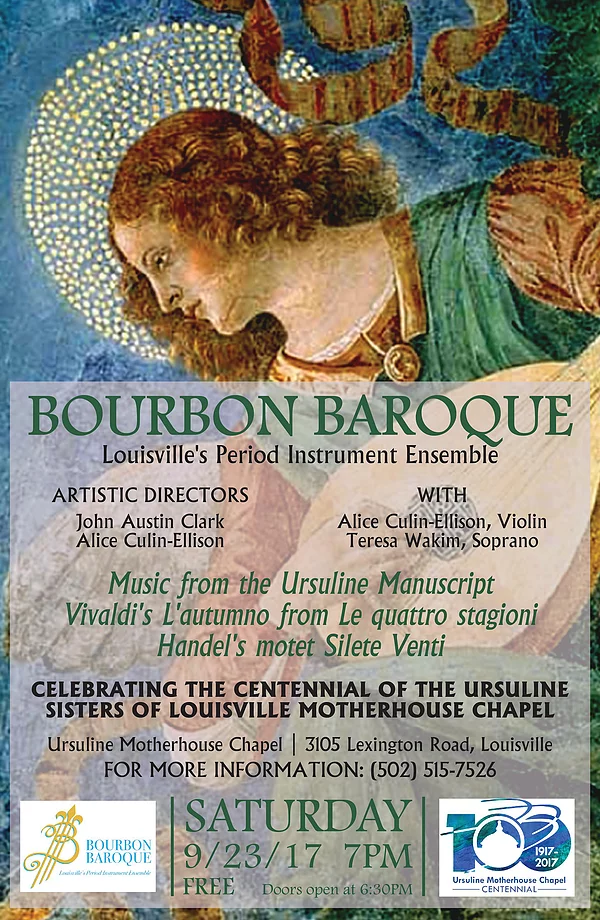 BOURBON BAROQUE
Louisville's Period Instrument Ensemble
ARTISTIC DIRECTORS
John Austin Clark
Alice Culin-Ellison
WITH
Alice Culin-Ellison, Violin
Teresa Wakim, Soprano
Music from the Ursuline Manuscript
Vivaldi's L'autumno from Le quattro stagioni
Handel's motet Silete Venti
CELEBRATING THE CENTENNIAL OF THE URSULINE
SISTERS OF LOUISVILLE MOTHERHOUSE CHAPEL
Ursuline Motherhouse Chapel | 3105 Lexington Road, Louisville
FOR MORE INFORMATION: (502) 515-7526
BOURBON
BAROQUE
Louisville's Period Instrument Ensemble
SATURDAY
9/23/17 7PM
FREE Doors open at 6:30PM
100
1917-
2017
Ursuline Motherhouse Chapel
CENTENNIAL